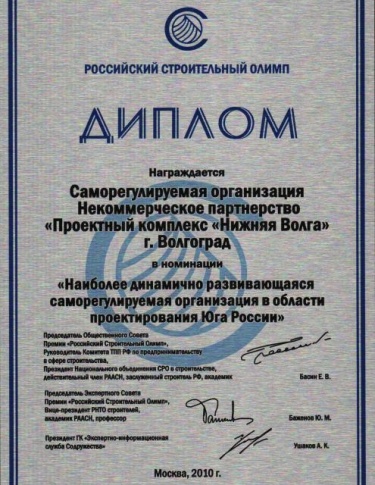 РОССИЙСКИЙ СТРОИТЕЛЬНЫЙ ОЛИМП
ДИПЛОМ
Награждается
Саморегулируемая организация
Некоммерческое партнерство
«Проектный комплекс «Нижняя Волга»
г. Волгоград
в номинации
«Наиболее динамично развивающаяся
саморегулируемая организация в области
проектирования Юга России»
Председатель Общественного Совета
Премии «Российский Строительный Олимп»,
Руководитель Комитета ТПП РФ по предпринимательству
в сфере строительства,
Президент Национального объединения СРО в строительстве,
действительный член РААСН, заслуженный строитель РФ, академик Басин Е. В.
Председатель Экспертного Совета
Премии «Российский Строительный Олимп»,
Вице-президент РНТО строителей,
академик РААСН, профессор Баженов Ю. М.
Президент ГК «Экспертно-информационная
служба Содружества» Ушаков А. К.
Москва, 2010 г.